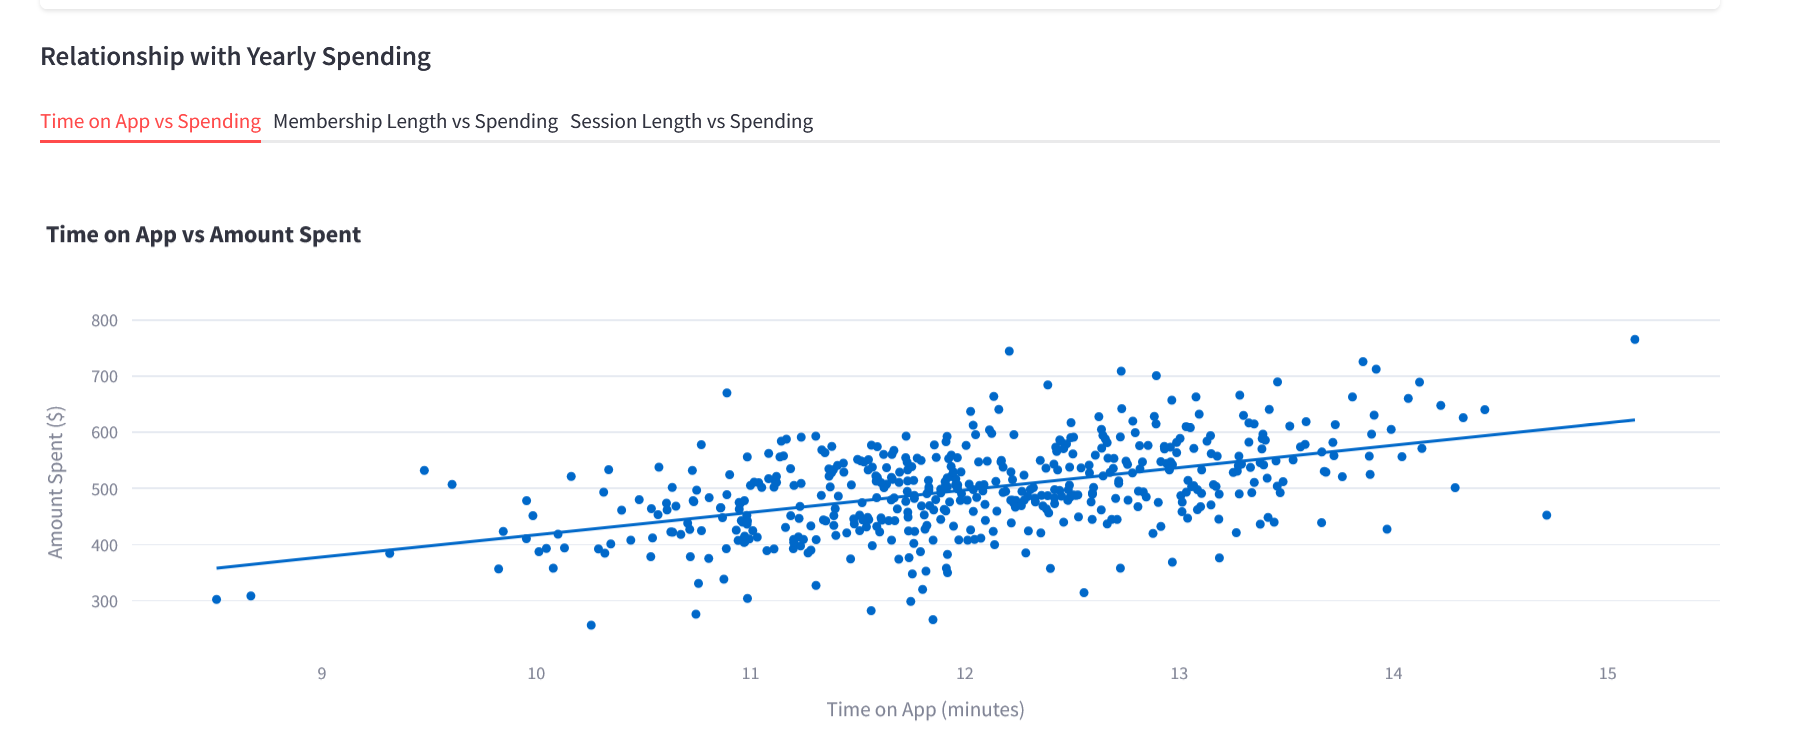 Relationship with Yearly Spending
Time on App vs Spending Membership Length vs Spending Session Length vs Spending
Time on App vs Amount Spent
800
700
600
500
400
300
Amount Spent ($)
9 10 11 12 13 14 15
Time on App (minutes)